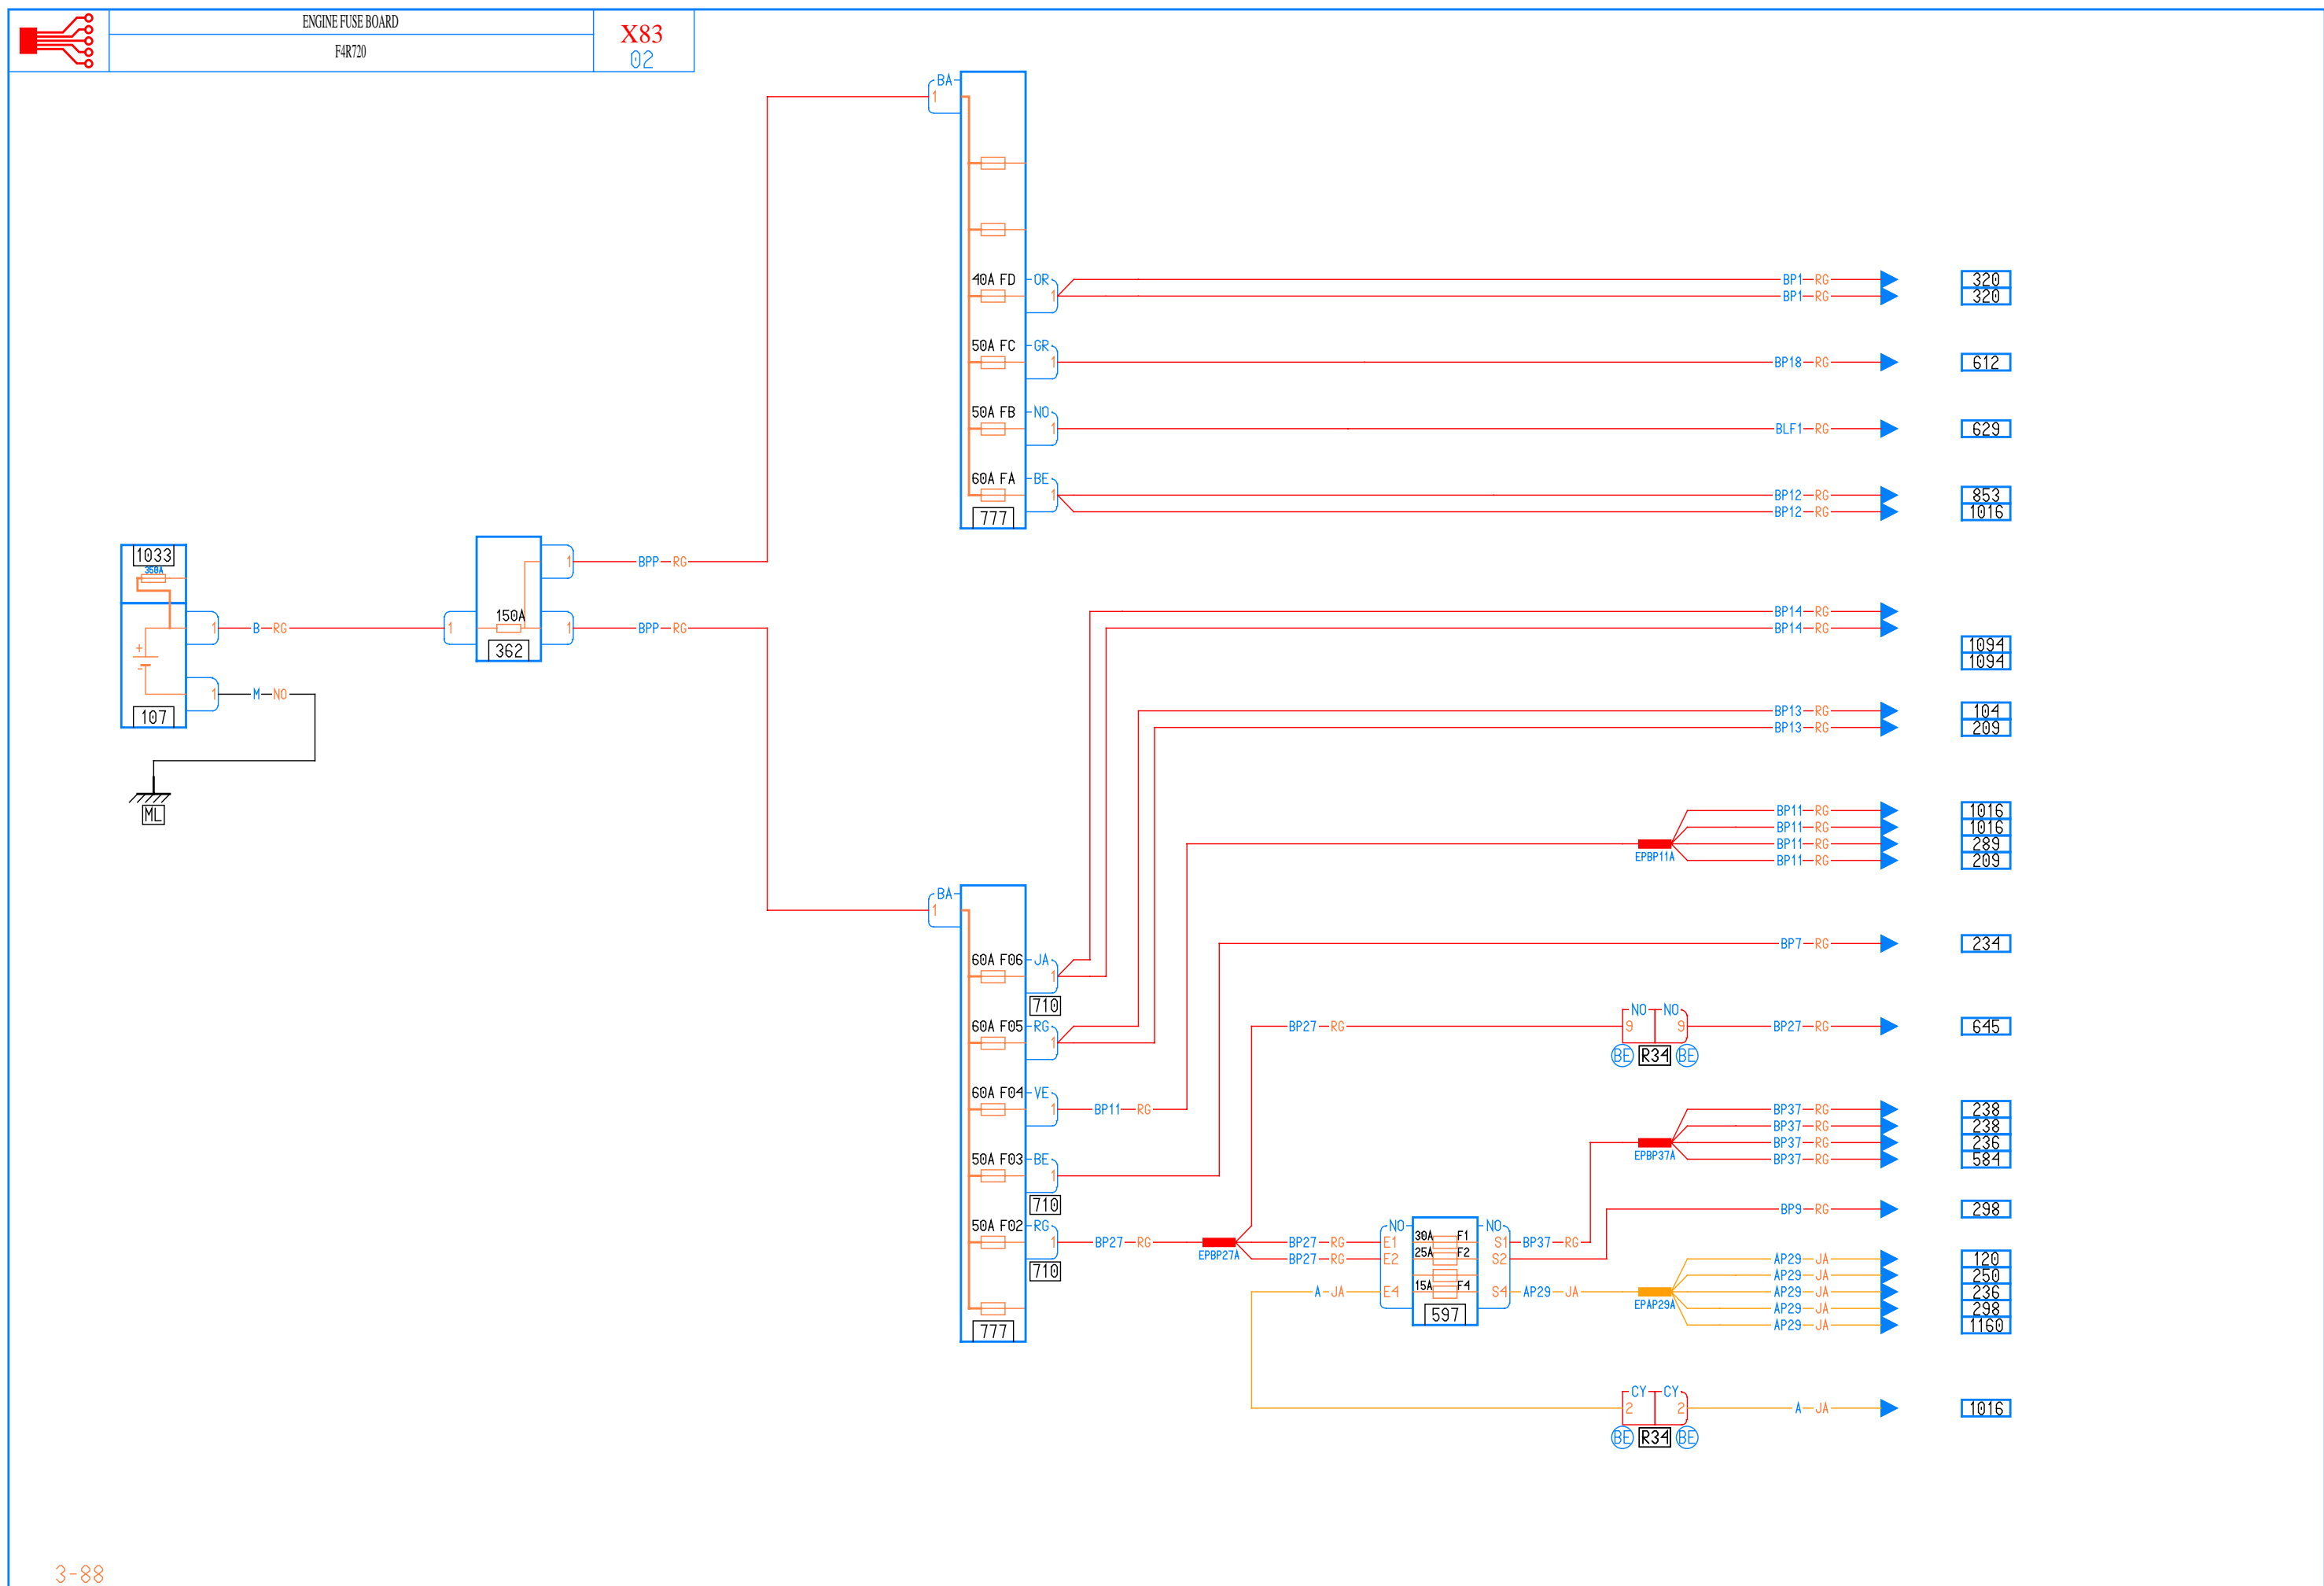 ENGINE FUSE BOARD
F4R720
X83
02
BA
1
40A FD OR
1
BP1 RG 320
BP1 RG 320
50A FC GR
1 BP18 RG 612
50A FB NO
1 BLF1 RG 629
60A FA BE
1 BP12 RG 853
BP12 RG 1016
777
1033
350A
1 B RG 1
+
-
1 M NO
107
ML
1 BPP RG
150A
1 BPP RG
362
BP14 RG
BP14 RG
1094
1094
BP13 RG 104
BP13 RG 209
BP11 RG 1016
BP11 RG 1016
BP11 RG 289
BP11 RG 209
EPBP11A
BA
1
60A F06 JA
1
710
BP7 RG 234
60A F05 RG
1
BP27 RG NO NO BP27 RG 645
9 9
BE R34 BE
60A F04 VE
1 BP11 RG
BP37 RG 238
BP37 RG 238
BP37 RG 236
BP37 RG 584
EPBP37A
50A F03 BE
1
710
BP9 RG 298
50A F02 RG
1 BP27 RG
710
EPBP27A
NO NO
BP27 RG E1 30A F1 S1 BP37 RG
BP27 RG E2 25A F2 S2
A JA E4 15A F4 S4 AP29 JA
597
AP29 JA 120
AP29 JA 250
AP29 JA 236
AP29 JA 298
AP29 JA 1160
EPAP29A
777
CY CY
2 2 A JA 1016
BE R34 BE
3-88